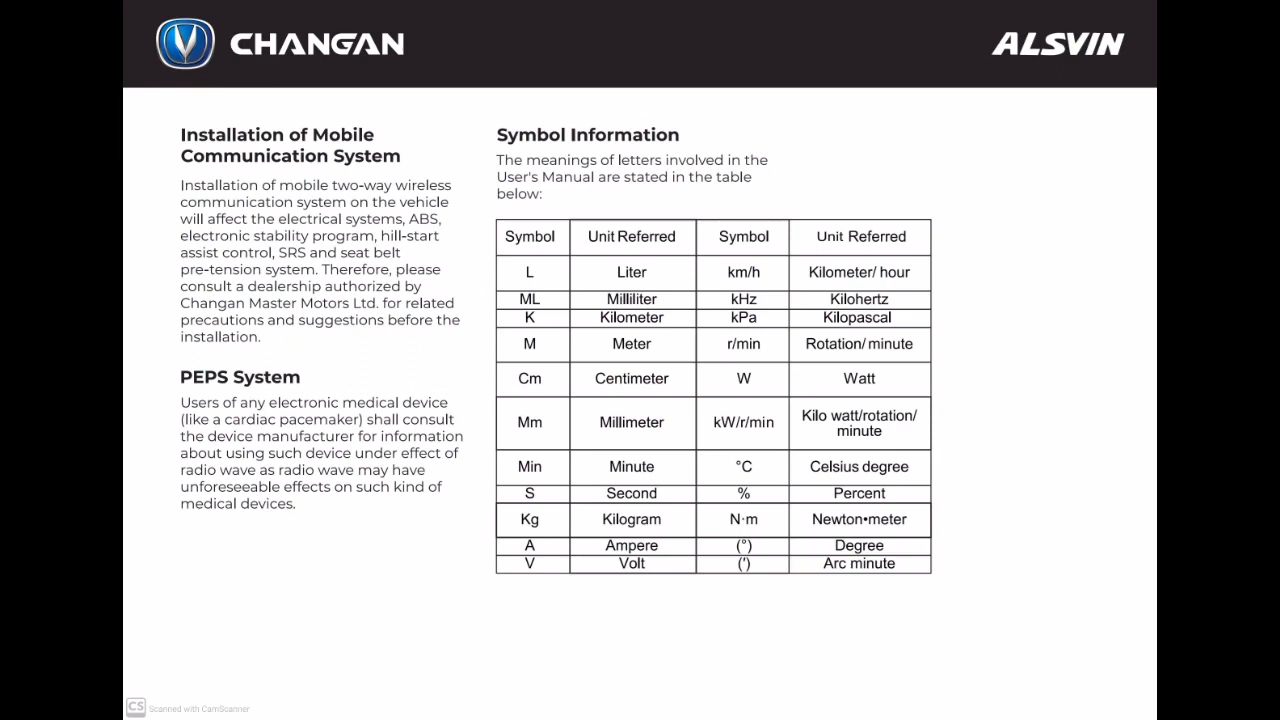 CHANGAN
ALSVIN
Installation of Mobile
Communication System
Installation of mobile two-way wireless
communication system on the vehicle
will affect the electrical systems, ABS,
electronic stability program, hill-start
assist control, SRS and seat belt
pre-tension system. Therefore, please
consult a dealership authorized by
Changan Master Motors Ltd. for related
precautions and suggestions before the
installation.
PEPS System
Users of any electronic medical device
(like a cardiac pacemaker) shall consult
the device manufacturer for information
about using such device under effect of
radio wave as radio wave may have
unforeseeable effects on such kind of
medical devices.
Symbol Information
The meanings of letters involved in the
User's Manual are stated in the table
below:
Symbol Unit Referred Symbol Unit Referred
L Liter km/h Kilometer/ hour
ML Milliliter kHz Kilohertz
K Kilometer kPa Kilopascal
M Meter r/min Rotation/ minute
Cm Centimeter W Watt
Mm Millimeter kW/r/min Kilo watt/rotation/
minute
Min Minute °C Celsius degree
S Second % Percent
Kg Kilogram N·m Newton•meter
A Ampere (°) Degree
V Volt (′) Arc minute
CS Scanned with CamScanner